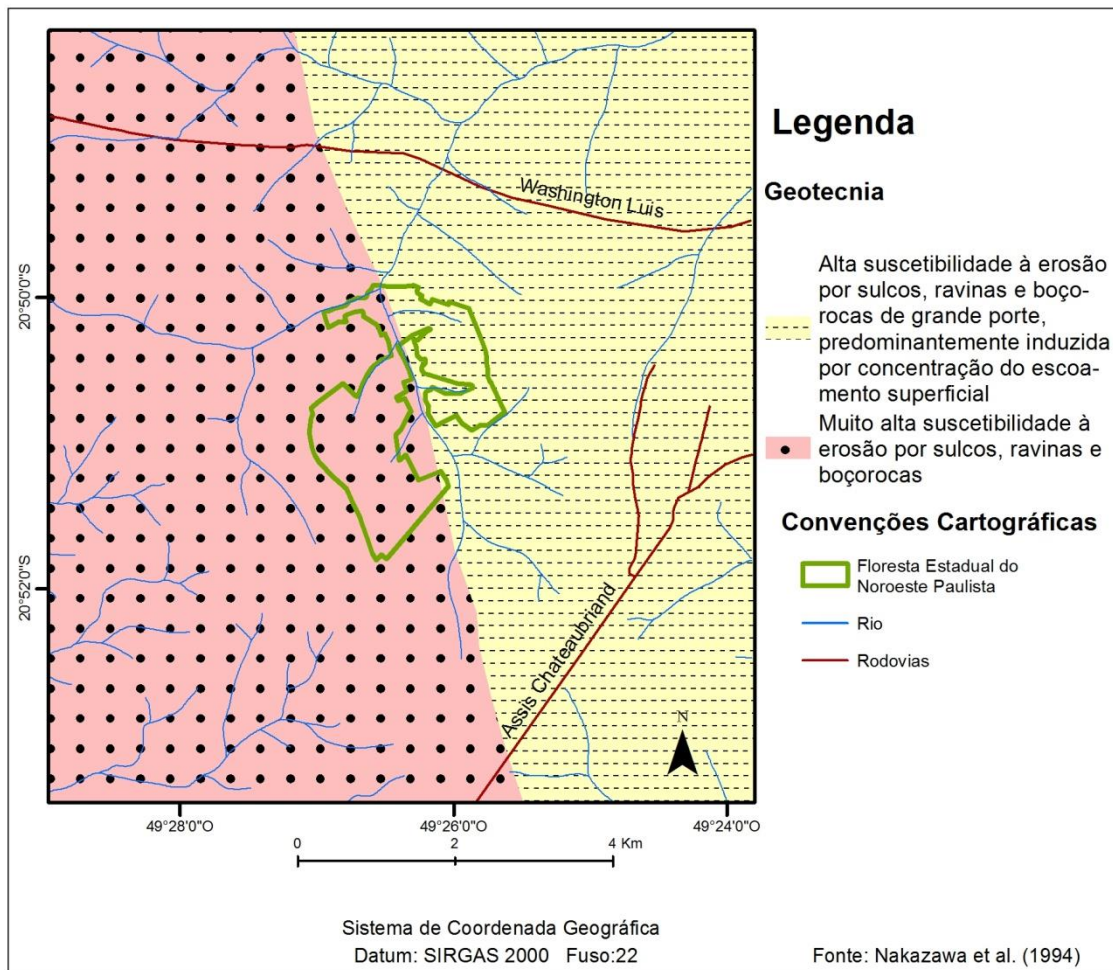 Washington Luis
Assis Chateaubriand
N
20°50'0"S
20°52'0"S
49°28'0"O
49°26'0"O
49°24'0"O
0
2
4 Km
Legenda
Geotecnia
Alta suscetibilidade à erosão
por sulcos, ravinas e boço-
rocas de grande porte,
predominantemente induzida
por concentração do escoa-
mento superficial
Muito alta suscetibilidade à
erosão por sulcos, ravinas e
boçorocas
Convenções Cartográficas
Floresta Estadual do
Noroeste Paulista
Rio
Rodovias
Sistema de Coordenada Geográfica
Datum: SIRGAS 2000 Fuso:22
Fonte: Nakazawa et al. (1994)